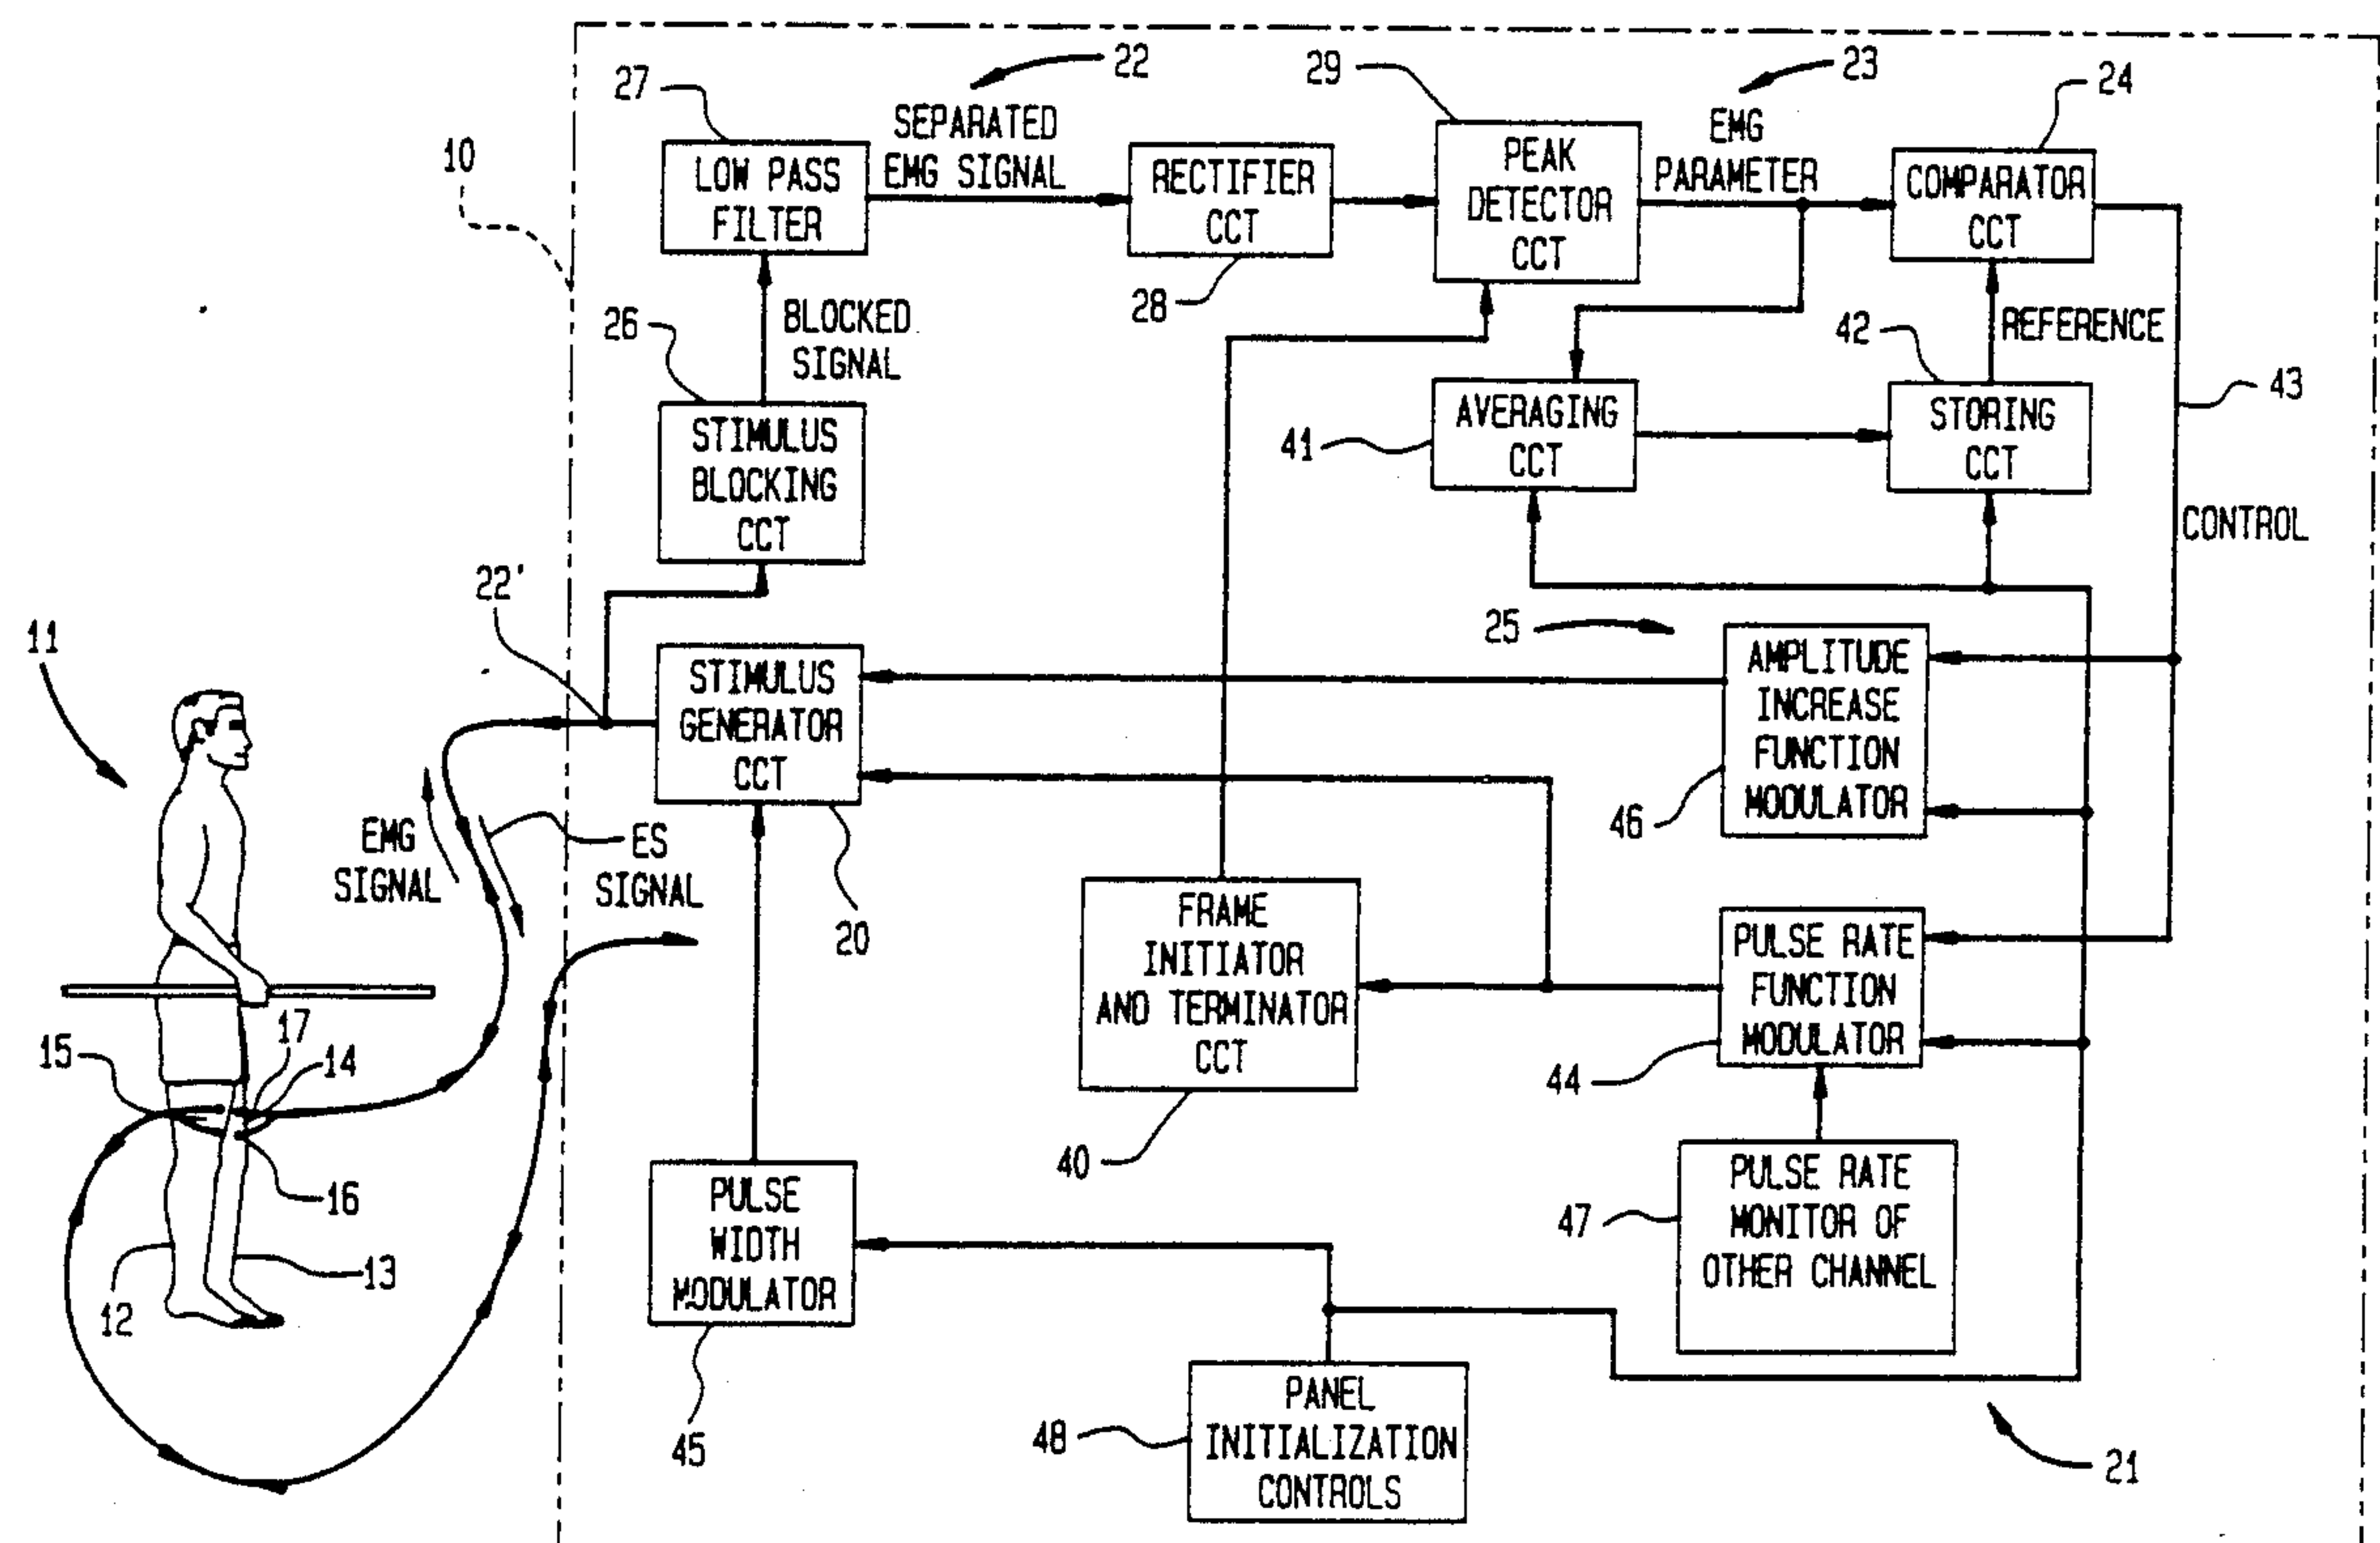 22
29
23
24
27
SEPARATED
EMG SIGNAL
EMG
PARAMETER
10
LOW PASS
FILTER
RECTIFIER
CCT
PEAK
DETECTOR
CCT
COMPARATOR
CCT
28
26
BLOCKED
SIGNAL
42
REFERENCE
43
STIMULUS
BLOCKING
CCT
41
AVERAGING
CCT
STORING
CCT
CONTROL
22'
25
11
STIMULUS
GENERATOR
CCT
AMPLITUDE
INCREASE
FUNCTION
MODULATOR
46
EMG
SIGNAL
ES
SIGNAL
20
FRAME
INITIATOR
AND TERMINATOR
CCT
PULSE RATE
FUNCTION
MODULATOR
44
15
17
14
40
16
PULSE
WIDTH
MODULATOR
47
PULSE RATE
MONITOR OF
OTHER CHANNEL
13
12
45
48
PANEL
INITIALIZATION
CONTROLS
21